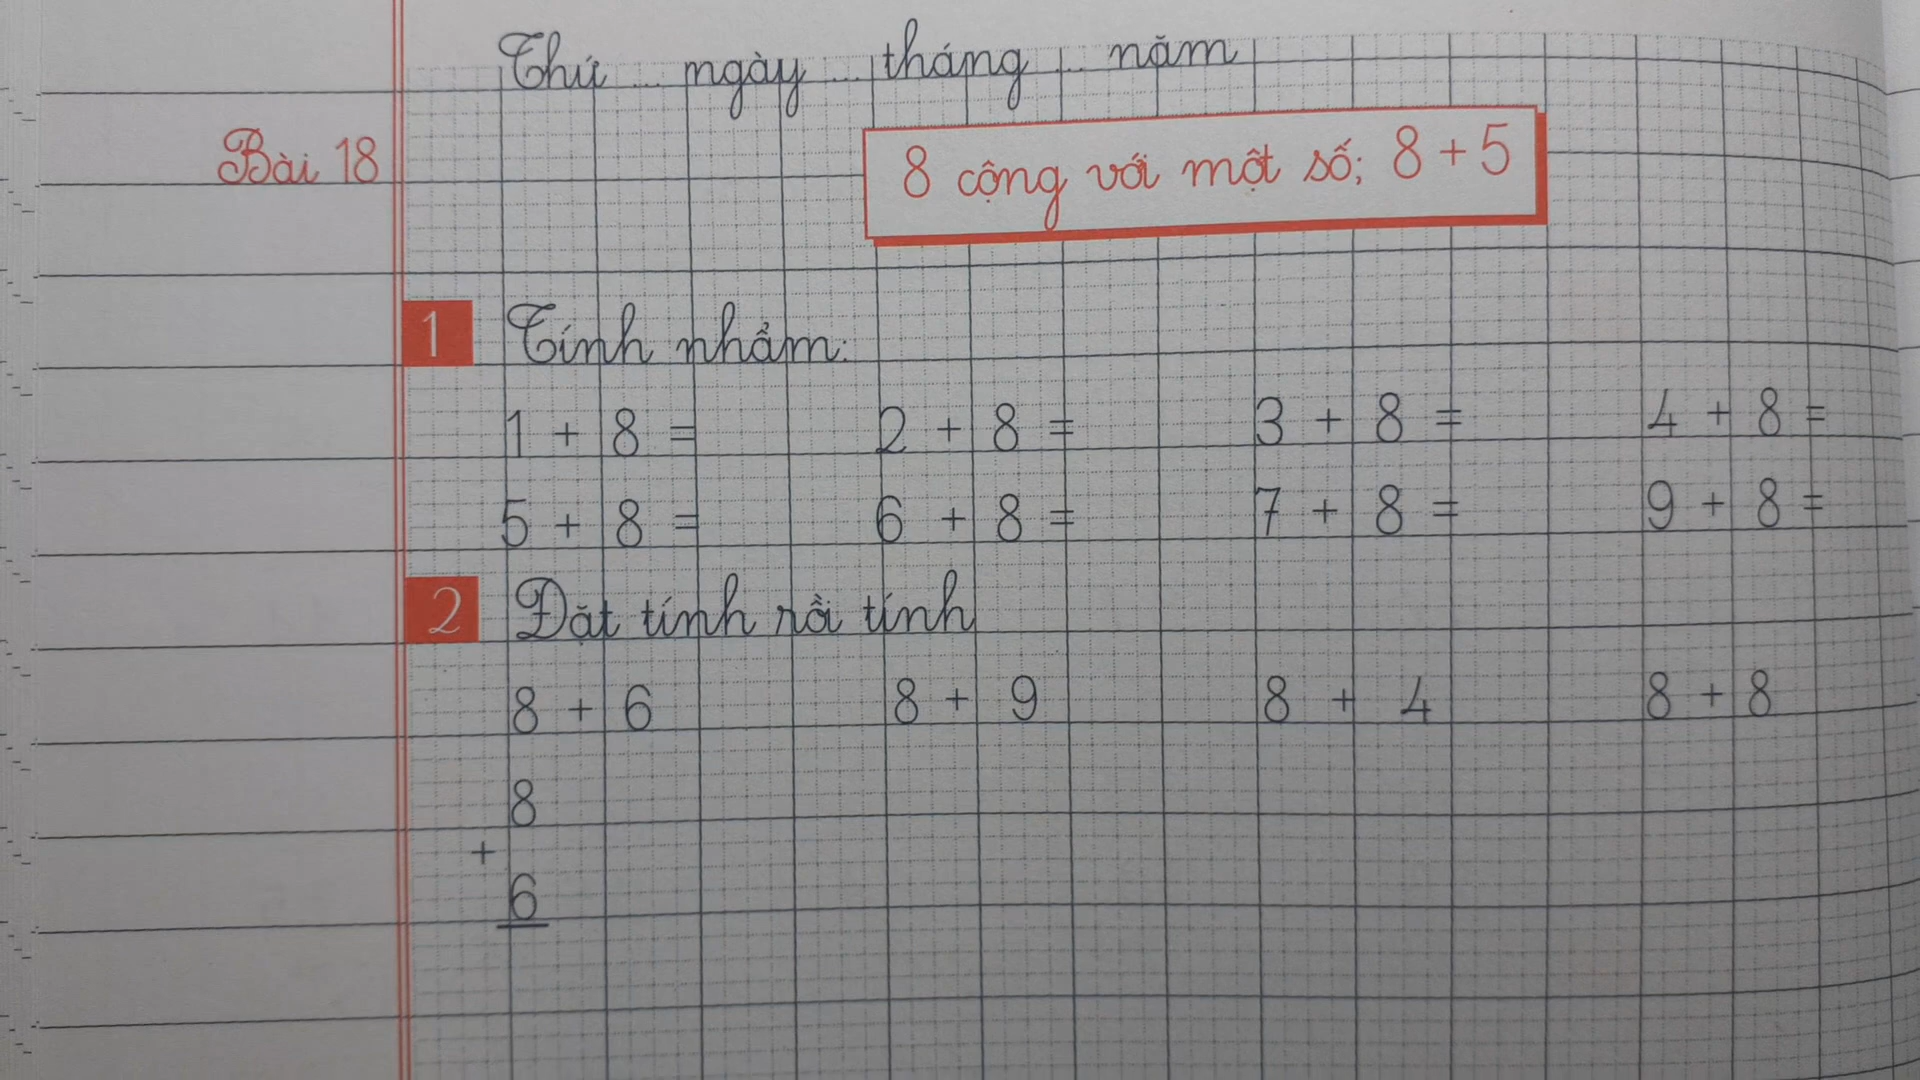 Thứ ... ngày ... tháng ... năm
Bài 18
8 cộng với một số; 8 + 5
1 Tính nhẩm:
1 + 8 = 2 + 8 = 3 + 8 = 4 + 8 =
5 + 8 = 6 + 8 = 7 + 8 = 9 + 8 =
2 Đặt tính rồi tính
8 + 6 8 + 9 8 + 4 8 + 8
8
+
6